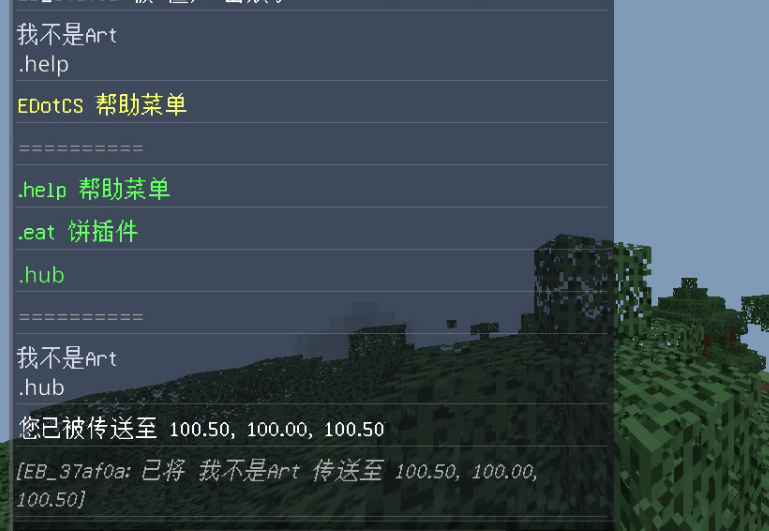 我不是Art
.help
EDotCS 帮助菜单
==========
.help 帮助菜单
.eat 饼插件
.hub
==========
我不是Art
.hub
您已被传送至 100.50, 100.00, 100.50
[EB_37af0a: 已将 我不是Art 传送至 100.50, 100.00,
100.50]